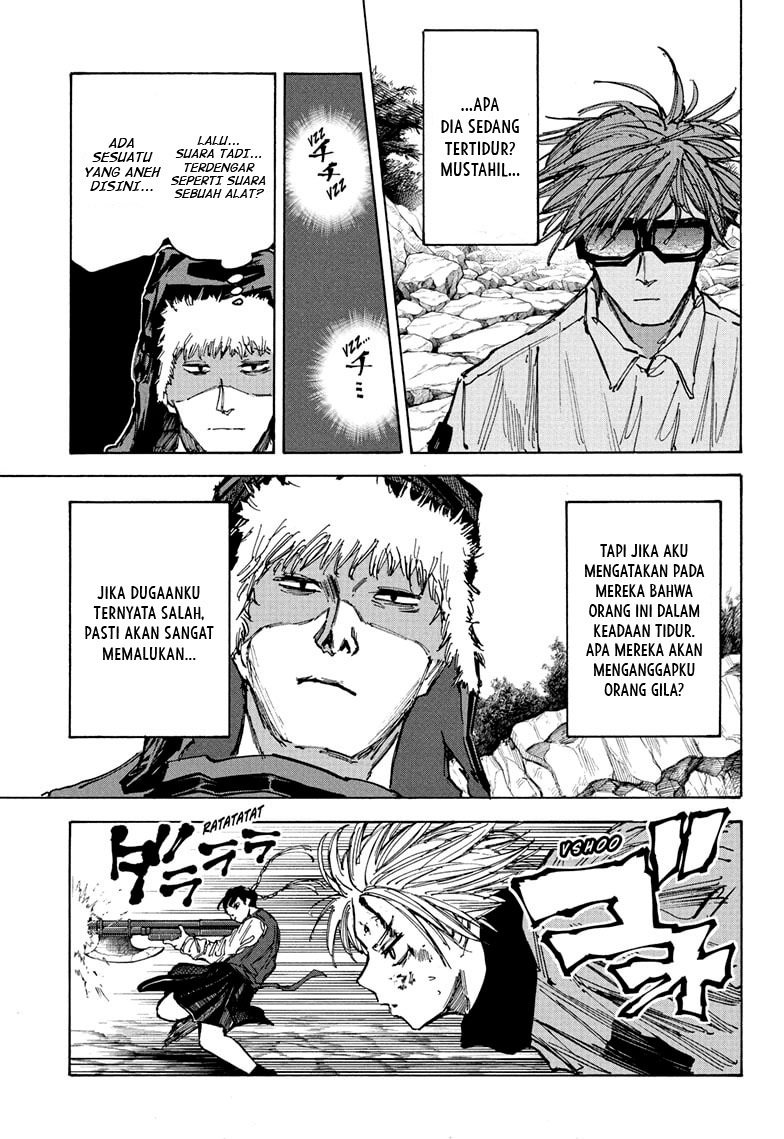 ...APA
DIA SEDANG
TERTIDUR?
MUSTAHIL...
VZZ
チチ
VZZ
VZZ...
チ...
LALU...
SUARA TADI...
TERDENGAR
SEPERTI SUARA
SEBUAH ALAT?
ADA
SESUATU
YANG ANEH
DISINI...
TAPI JIKA AKU
MENGATAKAN PADA
MEREKA BAHWA
ORANG INI DALAM
KEADAAN TIDUR.
APA MEREKA AKAN
MENGANGGAPKU
ORANG GILA?
JIKA DUGAANKU
TERNYATA SALAH,
PASTI AKAN SANGAT
MEMALUKAN...
VSHOO
RATATATAT
ダララララ